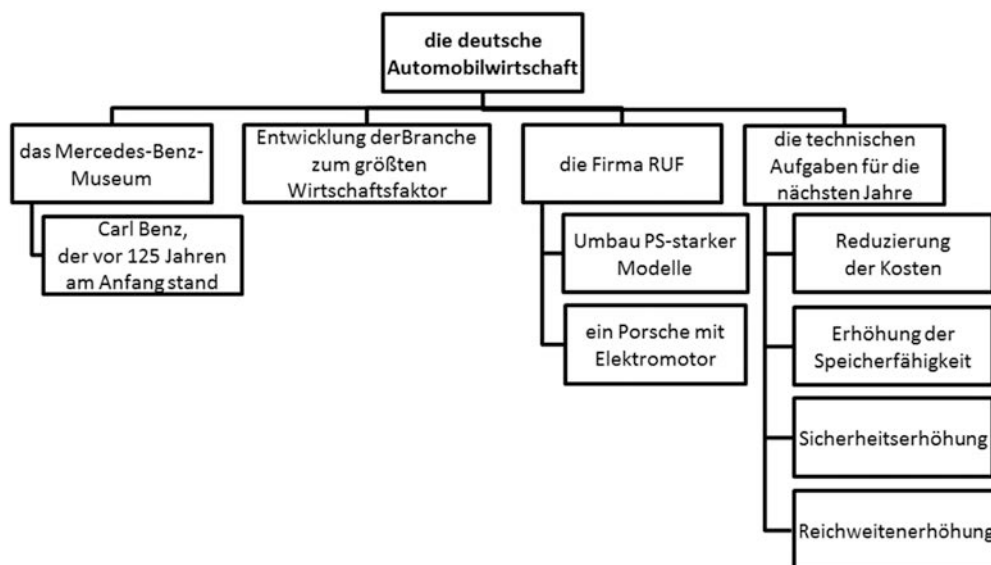 die deutsche
Automobilwirtschaft
das Mercedes-Benz-
Museum
Carl Benz,
der vor 125 Jahren
am Anfang stand
Entwicklung derBranche
zum größten
Wirtschaftsfaktor
die Firma RUF
Umbau PS-starker
Modelle
ein Porsche mit
Elektromotor
die technischen
Aufgaben für die
nächsten Jahre
Reduzierung
der Kosten
Erhöhung der
Speicherfähigkeit
Sicherheitserhöhung
Reichweitenerhöhung